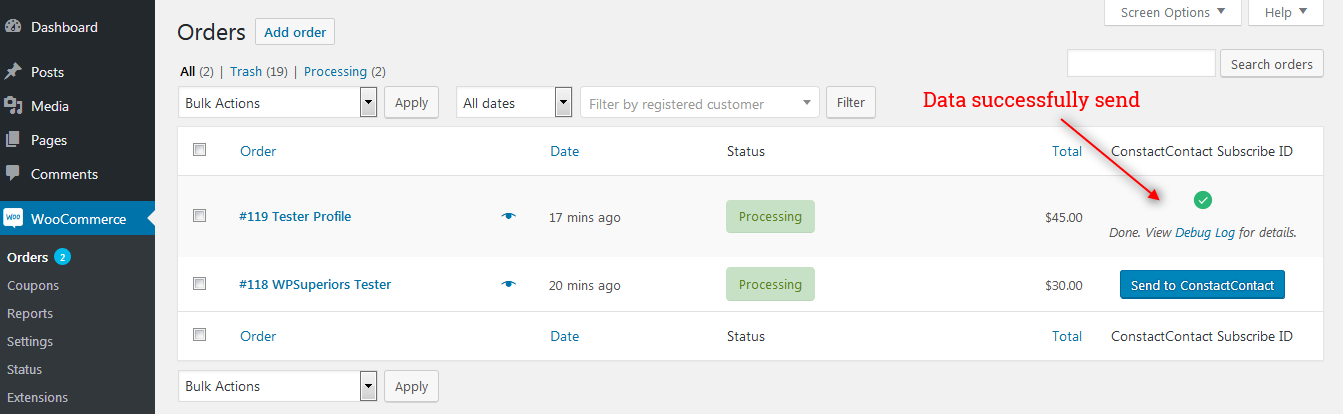 Screen Options Help
Dashboard
Posts
Media
Pages
Comments
WOO WooCommerce
Orders 2
Coupons
Reports
Settings
Status
Extensions
Orders Add order
All (2) | Trash (19) | Processing (2)
Search orders
Bulk Actions Apply All dates Filter by registered customer Filter
Data successfully send
Order Date Status Total ConstactContact Subscribe ID
#119 Tester Profile 17 mins ago Processing $45.00
Done. View Debug Log for details.
#118 WPSuperiors Tester 20 mins ago Processing $30.00 Send to ConstactContact
Order Date Status Total ConstactContact Subscribe ID
Bulk Actions Apply